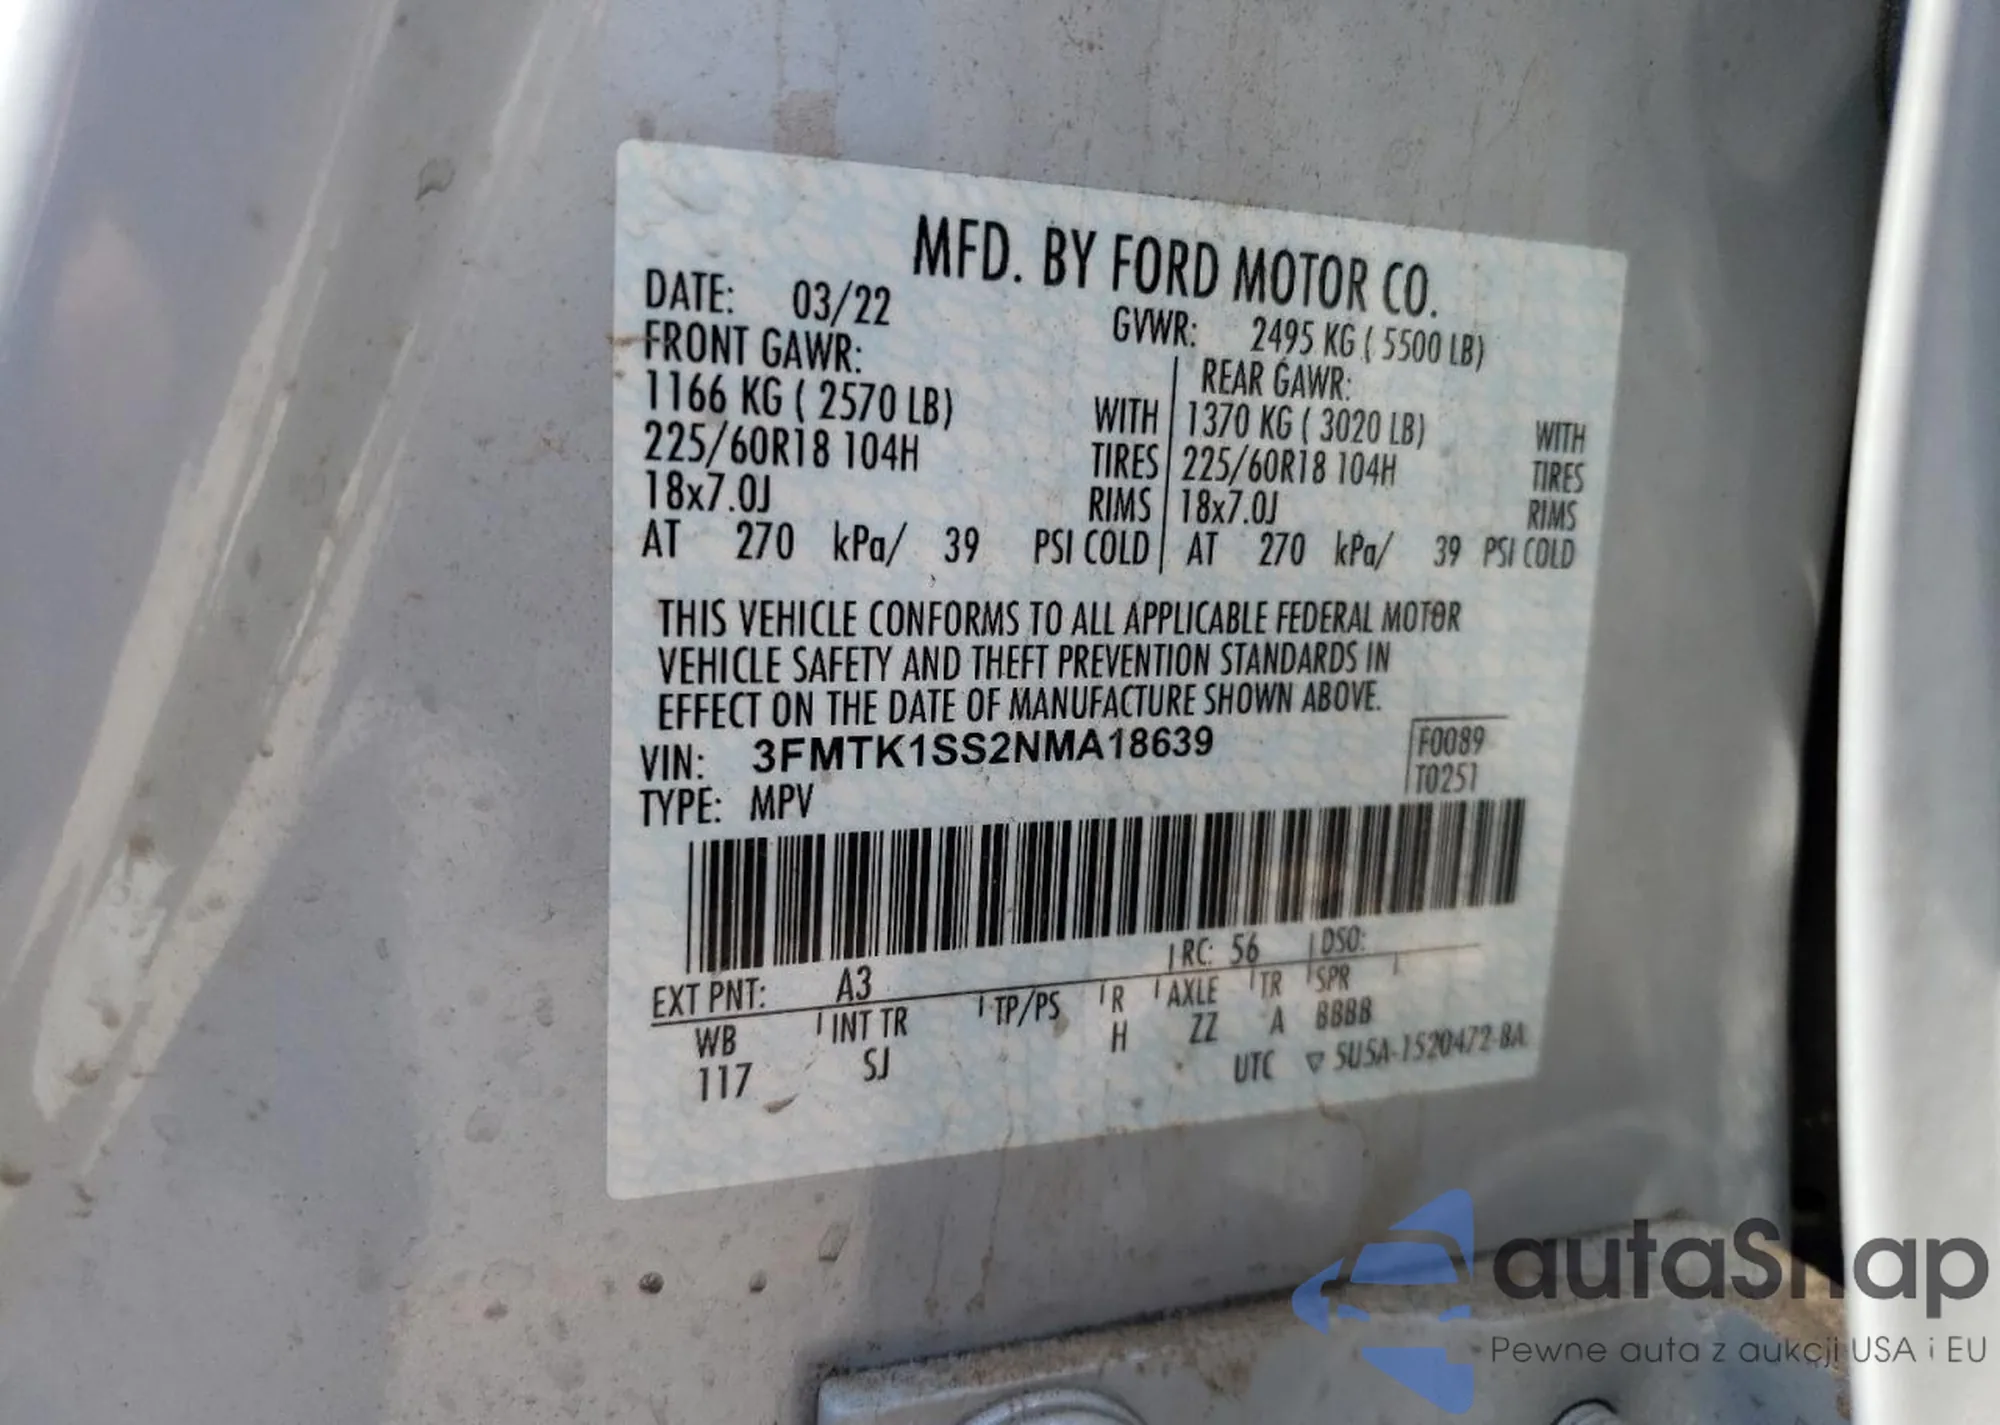 MFD. BY FORD MOTOR CO.
DATE: 03/22 GVWR: 2495 KG ( 5500 LB)
FRONT GAWR: REAR GAWR:
1166 KG ( 2570 LB) WITH 1370 KG ( 3020 LB) WITH
225/60R18 104H TIRES 225/60R18 104H TIRES
18x7.0J RIMS 18x7.0J RIMS
AT 270 kPa/ 39 PSI COLD AT 270 kPa/ 39 PSI COLD
THIS VEHICLE CONFORMS TO ALL APPLICABLE FEDERAL MOTOR
VEHICLE SAFETY AND THEFT PREVENTION STANDARDS IN
EFFECT ON THE DATE OF MANUFACTURE SHOWN ABOVE.
VIN: 3FMTK1SS2NMA18639 F0089
TYPE: MPV T0251
EXT PNT: A3 RC: 56 DSO:
WB INT TR TP/PS R AXLE TR SPR
117 SJ H ZZ A 8888
UTC ▽ 5U5A-1520472-BA
autaSnap
Pewne auta z aukcji USA i EU